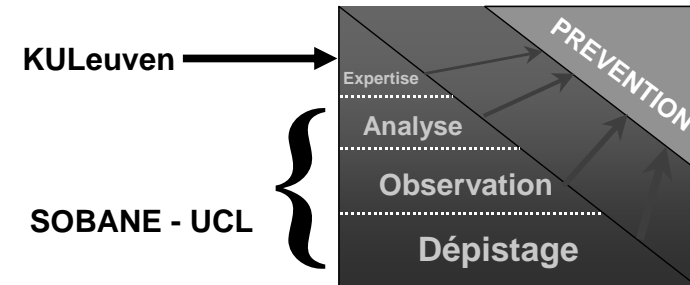 KULeuven
Expertise
PREVENTION
Analyse
Observation
SOBANE - UCL
Dépistage